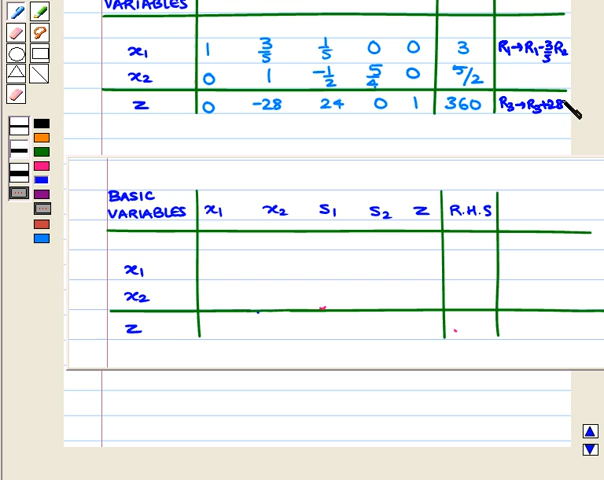 VARIABLES
x₁ 1 3/5 1/5 0 0 3 R₁→R₁-3/5R₂
x₂ 0 1 -1/2 5/4 0 5/2
z 0 -28 24 0 1 360 R₃→R₃+28
BASIC
VARIABLES x₁ x₂ S₁ S₂ Z R.H.S
x₁
x₂
z